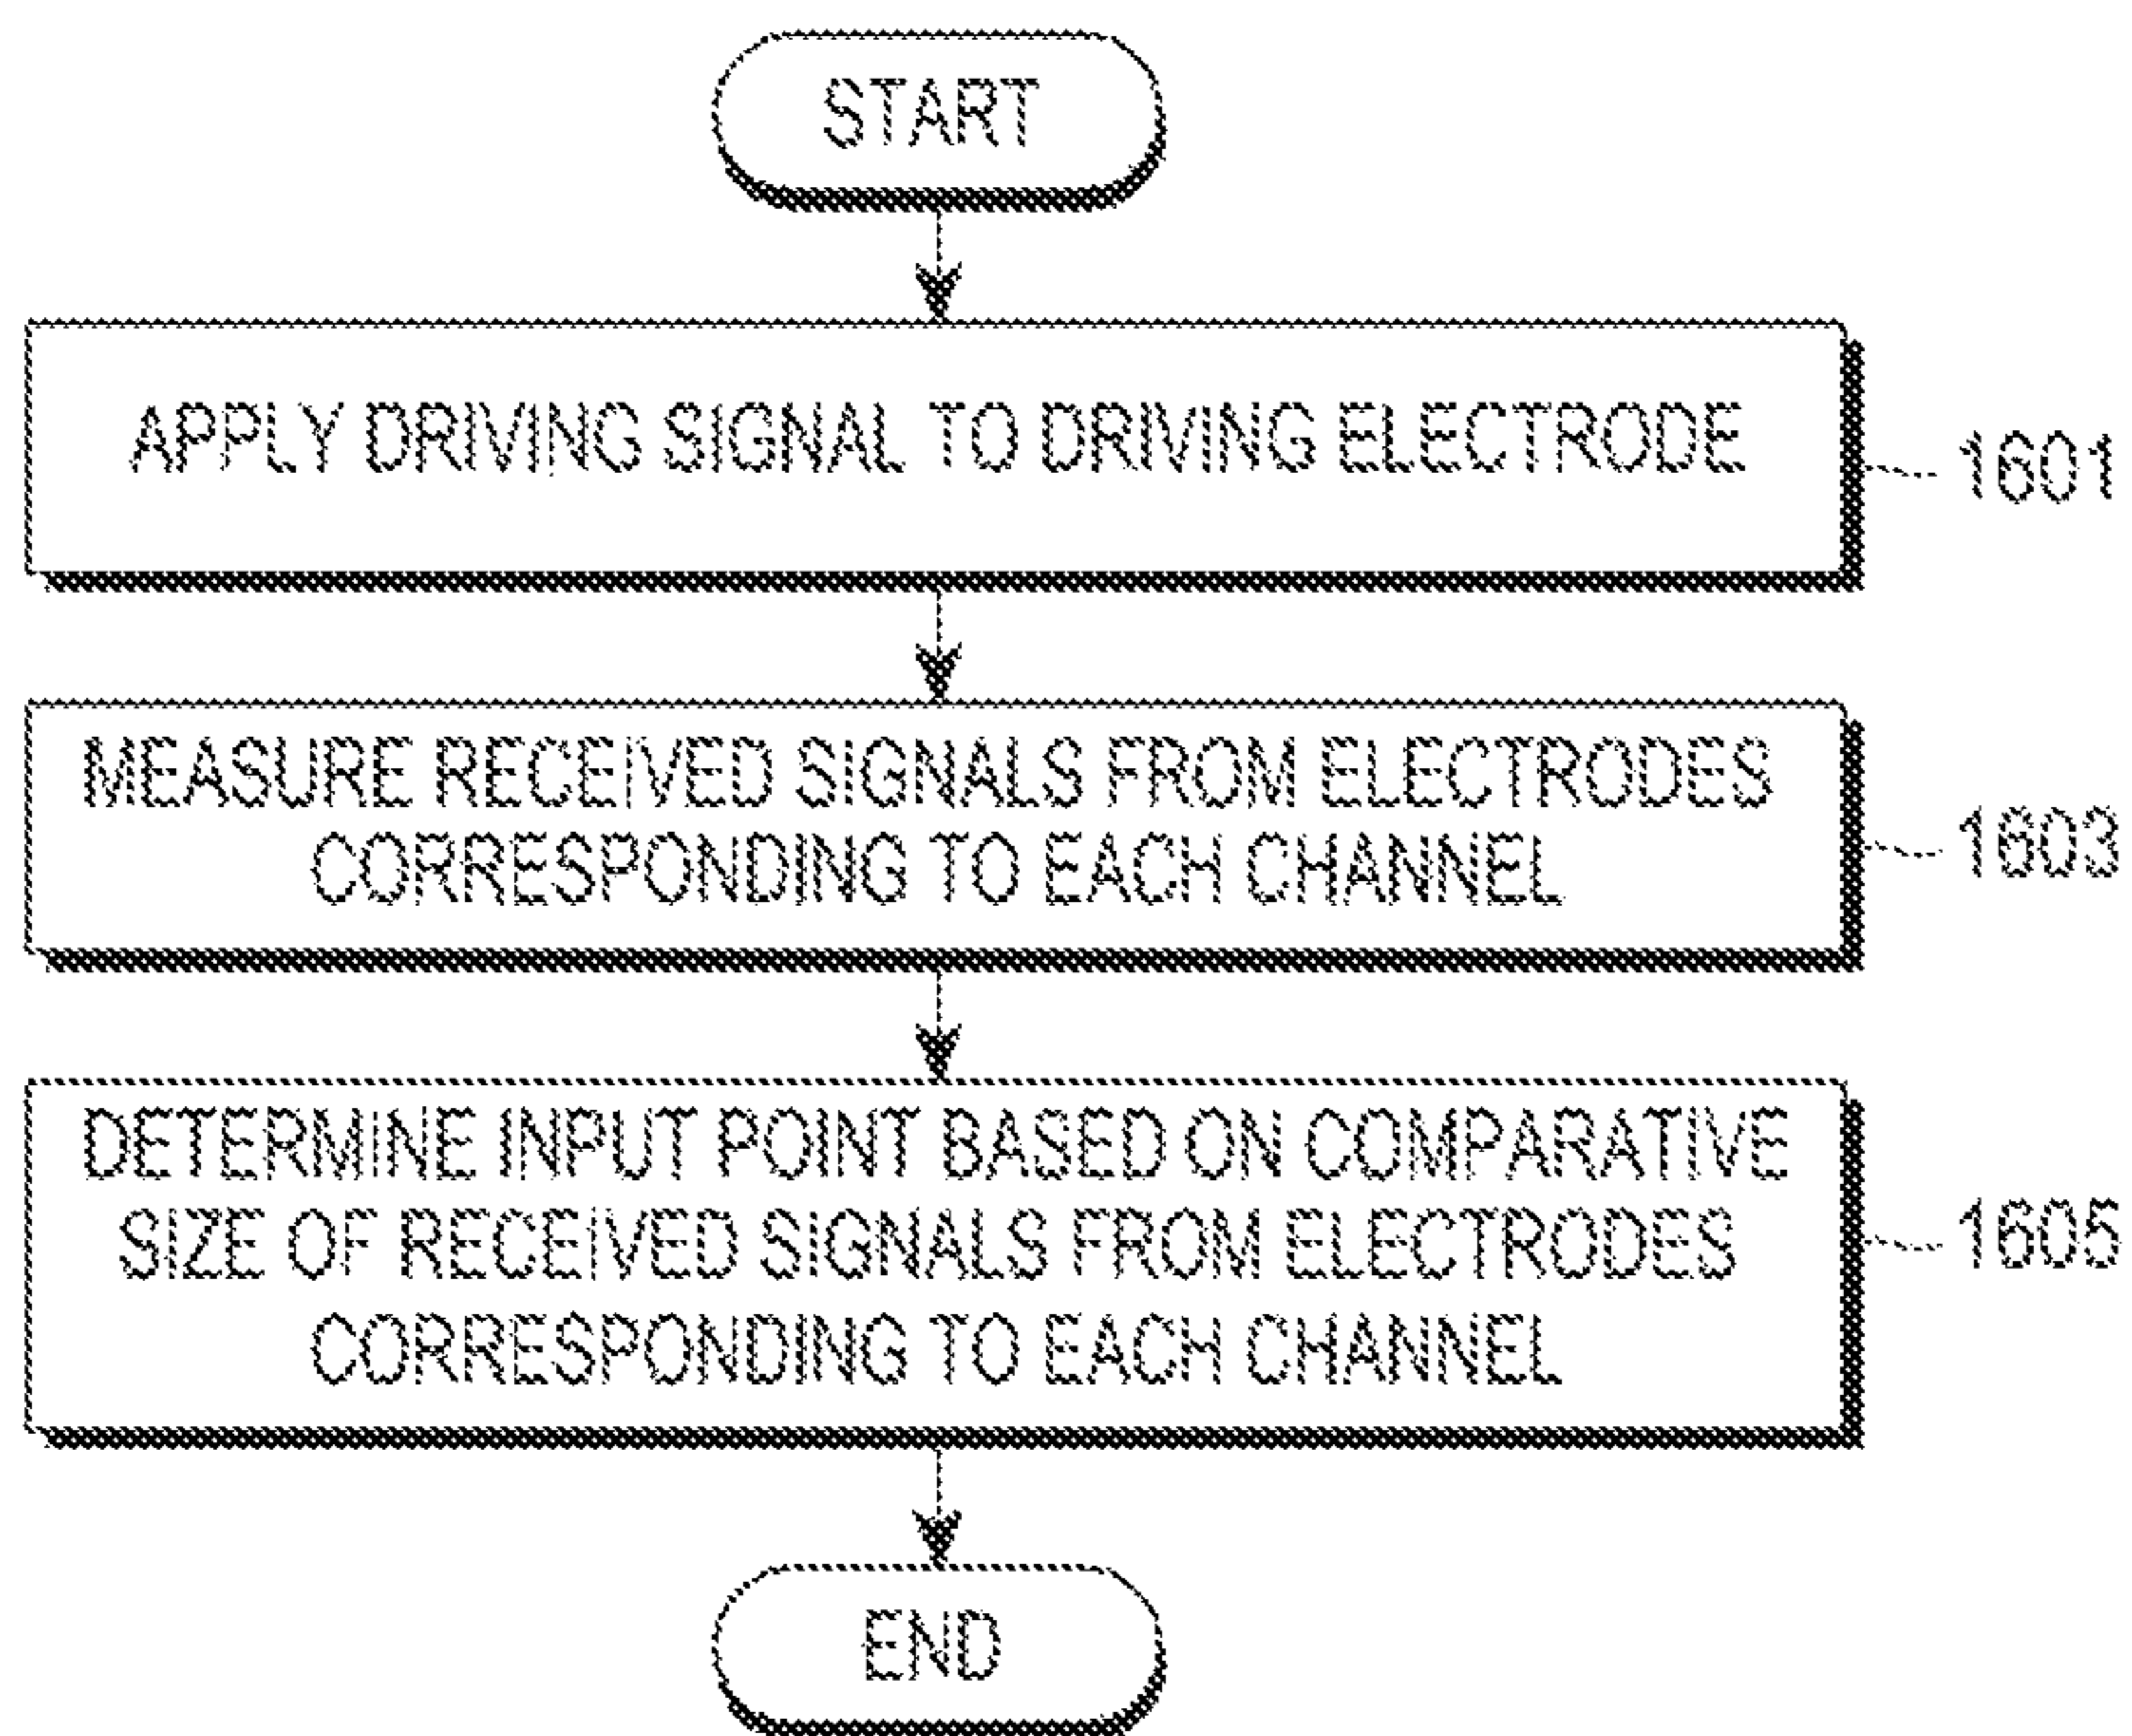 START
APPLY DRIVING SIGNAL TO DRIVING ELECTRODE
1601
MEASURE RECEIVED SIGNALS FROM ELECTRODES
CORRESPONDING TO EACH CHANNEL
1603
DETERMINE INPUT POINT BASED ON COMPARATIVE
SIZE OF RECEIVED SIGNALS FROM ELECTRODES
CORRESPONDING TO EACH CHANNEL
1605
END